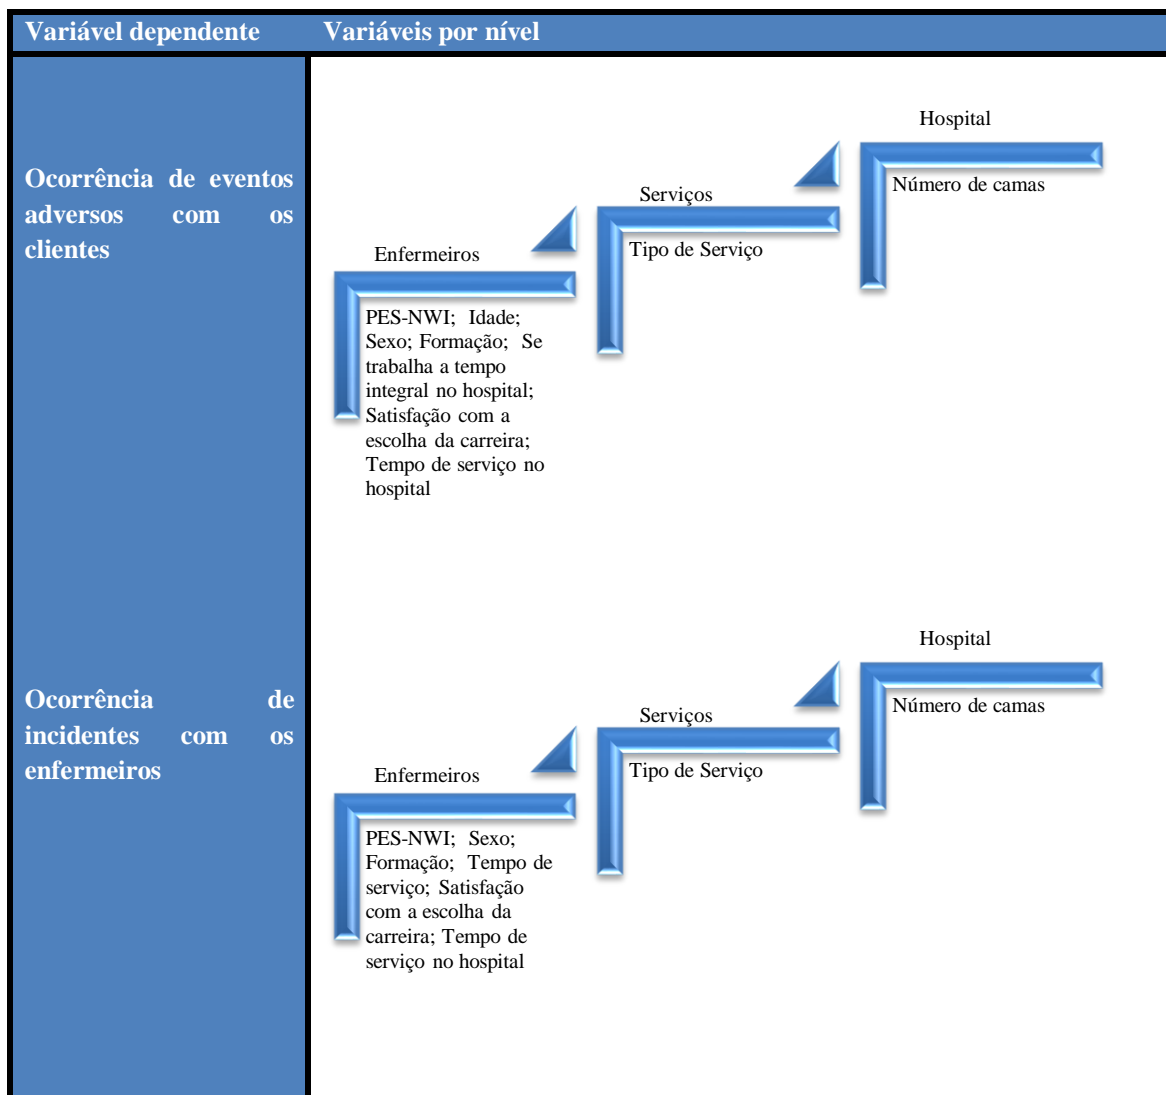 Variável dependente
Variáveis por nível
Ocorrência de eventos
adversos com os
clientes
Enfermeiros
PES-NWI; Idade;
Sexo; Formação; Se
trabalha a tempo
integral no hospital;
Satisfação com a
escolha da carreira;
Tempo de serviço no
hospital
Serviços
Tipo de Serviço
Hospital
Número de camas
Ocorrência de
incidentes com os
enfermeiros
Enfermeiros
PES-NWI; Sexo;
Formação; Tempo de
serviço; Satisfação
com a escolha da
carreira; Tempo de
serviço no hospital
Serviços
Tipo de Serviço
Hospital
Número de camas